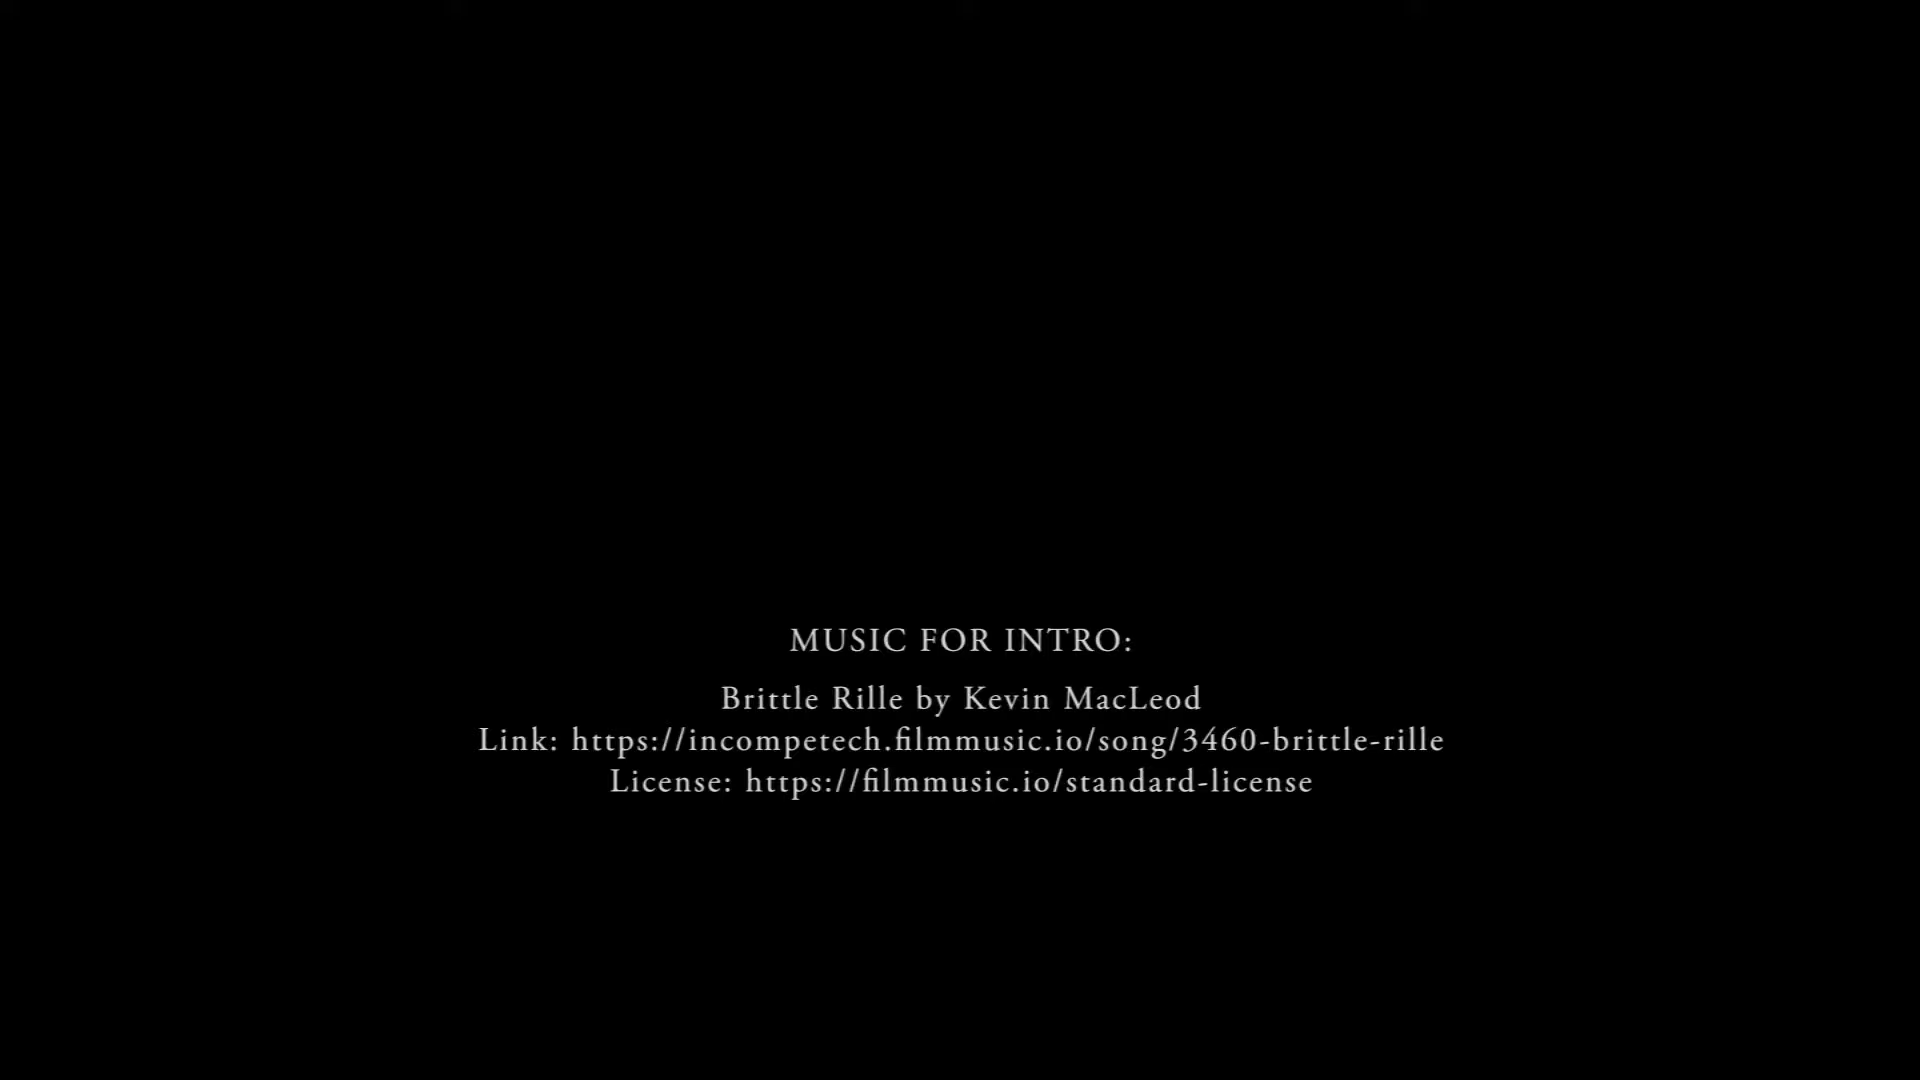 MUSIC FOR INTRO:
Brittle Rille by Kevin MacLeod
Link: https://incompetech.filmmusic.io/song/3460-brittle-rille
License: https://filmmusic.io/standard-license